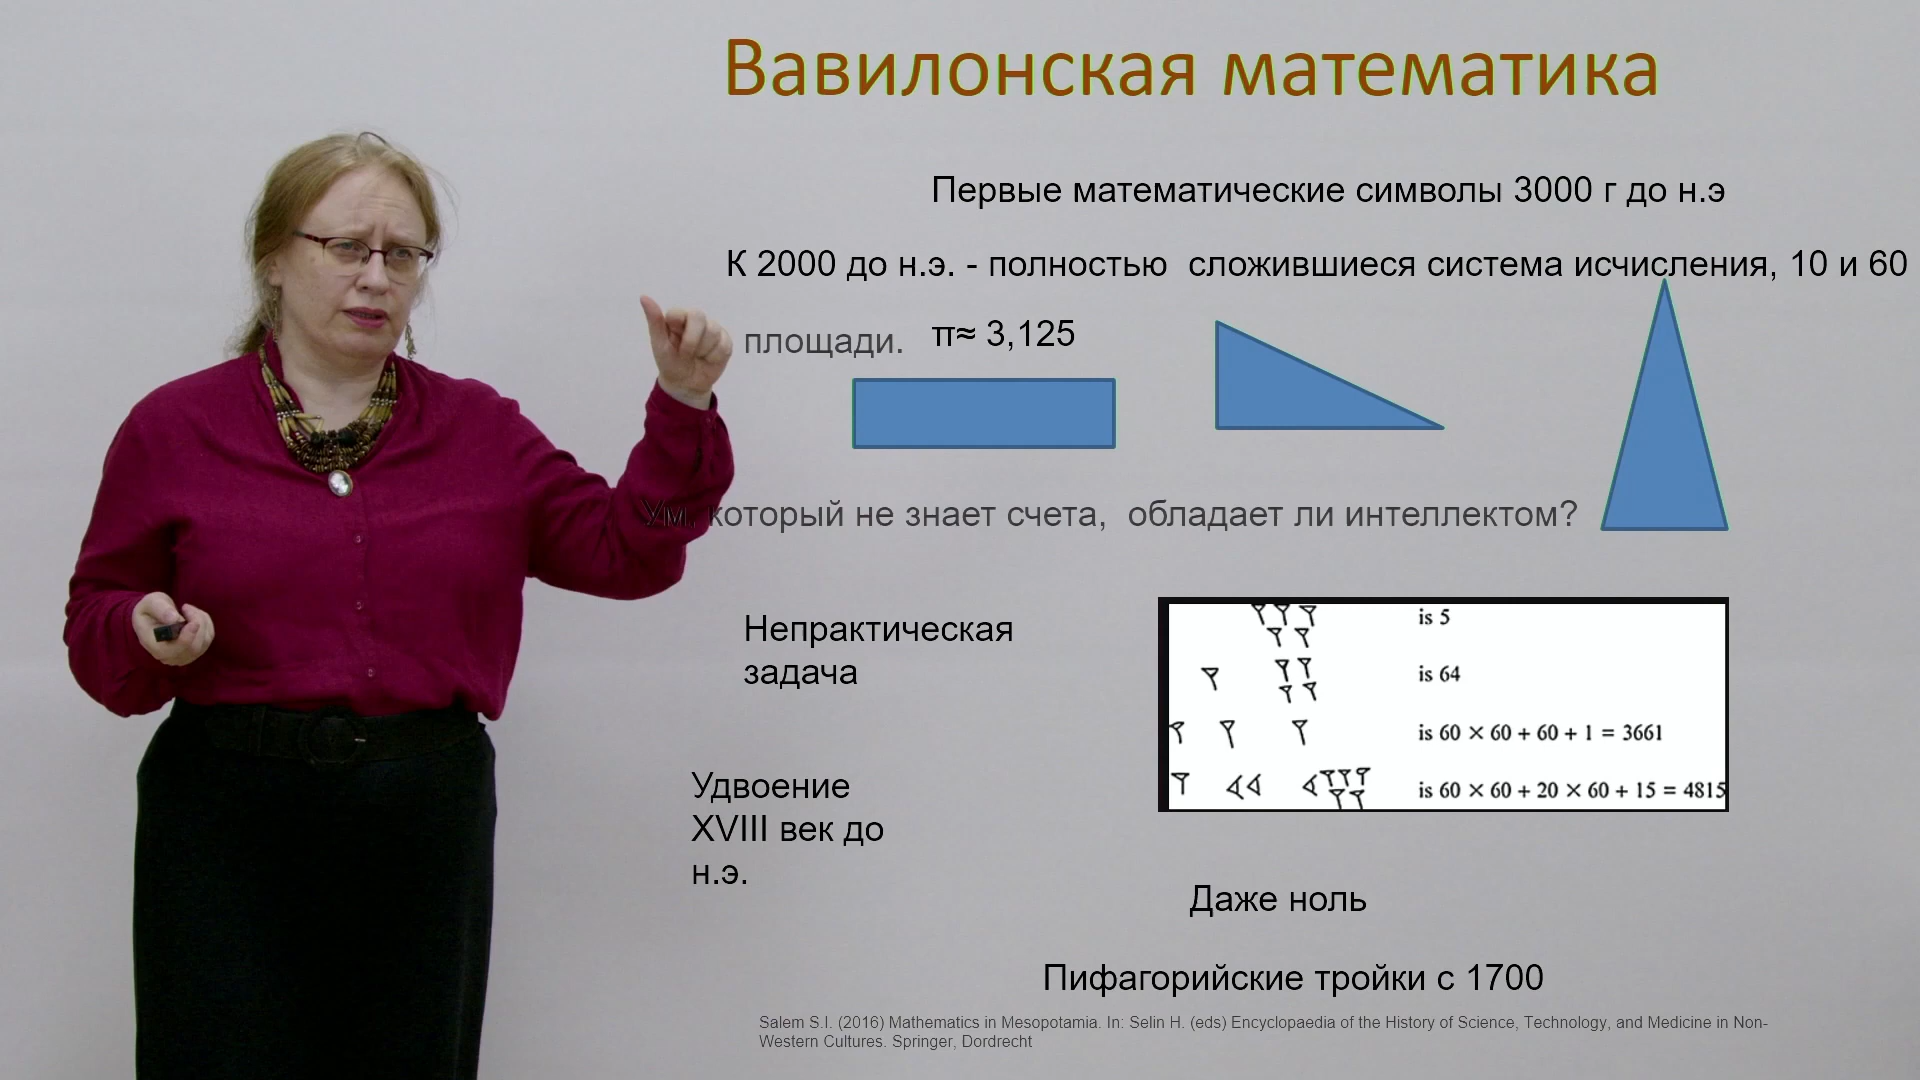 Вавилонская математика
Первые математические символы 3000 г до н.э
К 2000 до н.э. - полностью сложившиеся система исчисления, 10 и 60
площади. π≈ 3,125
Ум, который не знает счета, обладает ли интеллектом?
Непрактическая
задача
is 5
is 64
is 60 × 60 + 60 + 1 = 3661
is 60 × 60 + 20 × 60 + 15 = 4815
Удвоение
XVIII век до
н.э.
Даже ноль
Пифагорийские тройки с 1700
Salem S.I. (2016) Mathematics in Mesopotamia. In: Selin H. (eds) Encyclopaedia of the History of Science, Technology, and Medicine in Non-
Western Cultures. Springer, Dordrecht